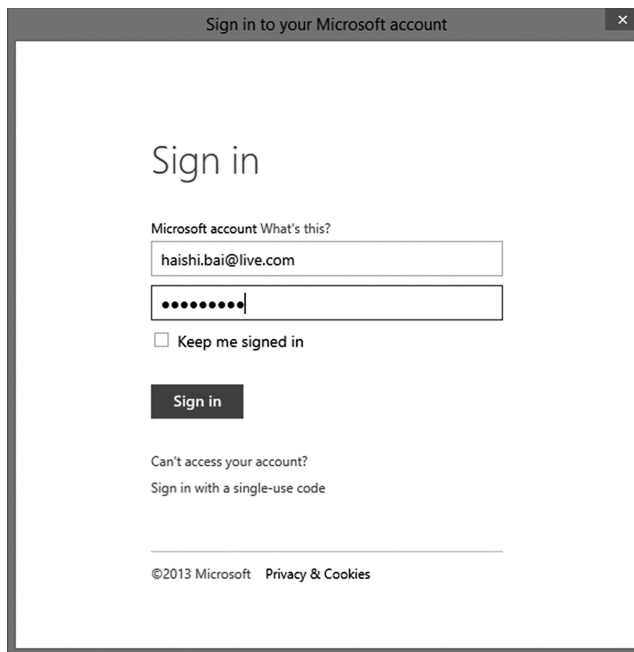 Sign in to your Microsoft account
Sign in
Microsoft account What's this?
haishi.bai@live.com
●●●●●●●●●
Keep me signed in
Sign in
Can't access your account?
Sign in with a single-use code
©2013 Microsoft Privacy & Cookies